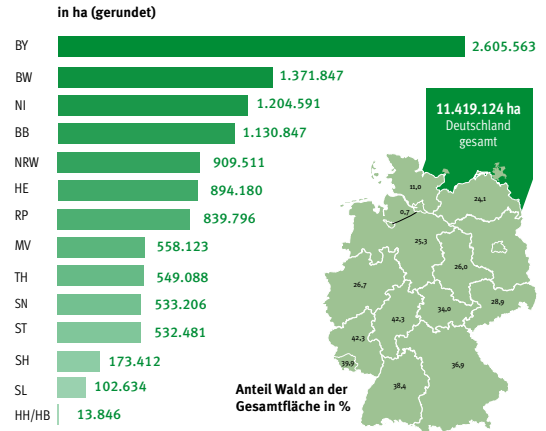 in ha (gerundet)
BY 2.605.563
BW 1.371.847
NI 1.204.591
BB 1.130.847
NRW 909.511
HE 894.180
RP 839.796
MV 558.123
TH 549.088
SN 533.206
ST 532.481
SH 173.412
SL 102.634
HH/HB 13.846
11.419.124 ha
Deutschland
gesamt
11,0
24,1
0,7
25,3
26,0
26,7
28,9
34,0
42,3
42,3
39,9
36,9
38,4
Anteil Wald an der
Gesamtfläche in %